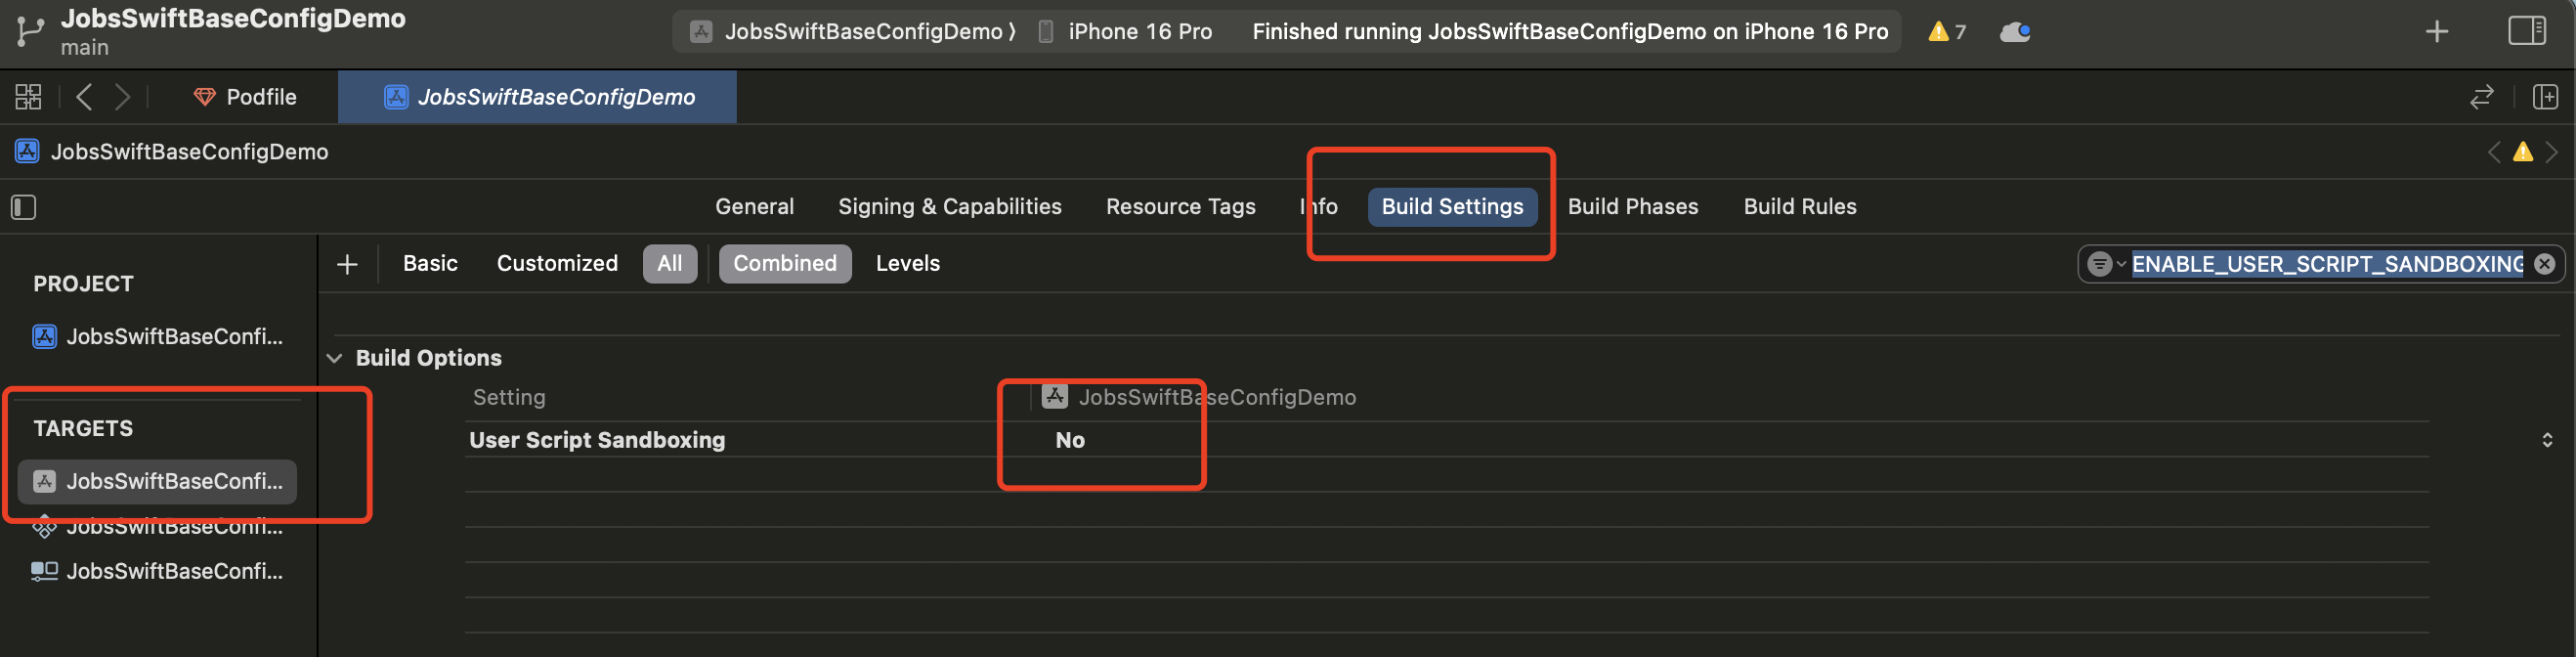 JobsSwiftBaseConfigDemo
main
JobsSwiftBaseConfigDemo ⟩ iPhone 16 Pro
Finished running JobsSwiftBaseConfigDemo on iPhone 16 Pro
7
Podfile
JobsSwiftBaseConfigDemo
JobsSwiftBaseConfigDemo
General Signing & Capabilities Resource Tags Info Build Settings Build Phases Build Rules
PROJECT
JobsSwiftBaseConfi...
TARGETS
JobsSwiftBaseConfi...
JobsSwiftBaseConfi...
JobsSwiftBaseConfi...
Basic Customized All Combined Levels
ENABLE_USER_SCRIPT_SANDBOXING
Build Options
Setting JobsSwiftBaseConfigDemo
User Script Sandboxing No